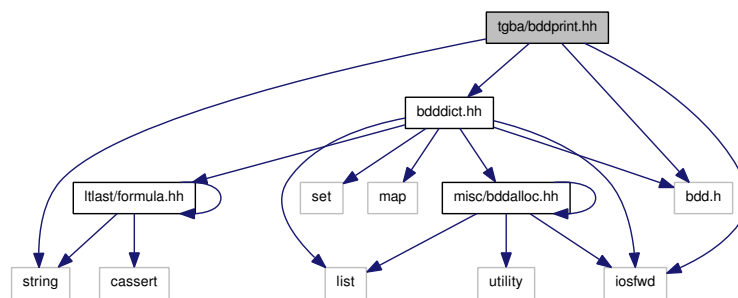 tgba/bddprint.hh
bdddict.hh
ltlast/formula.hh
set
map
misc/bddalloc.hh
bdd.h
string
cassert
list
utility
iosfwd